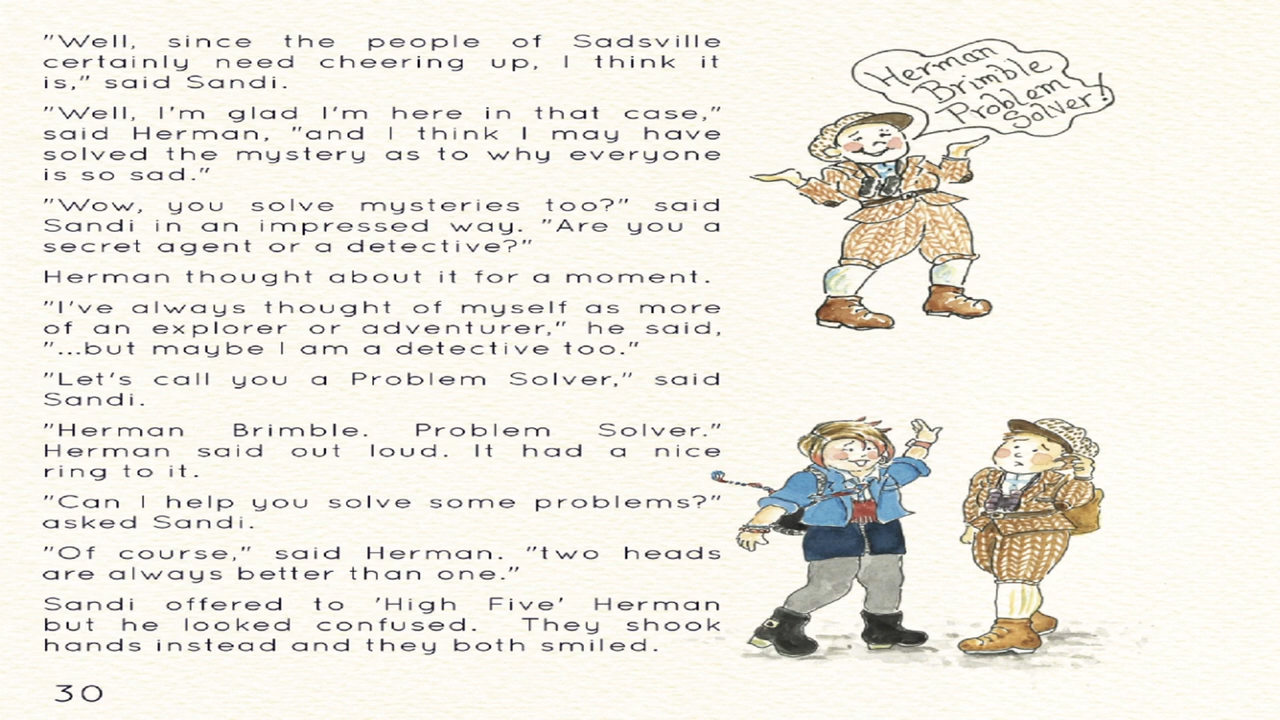 "Well, since the people of Sadsville
certainly need cheering up, I think it
is," said Sandi.
"Well, I'm glad I'm here in that case,"
said Herman, "and I think I may have
solved the mystery as to why everyone
is so sad."
"Wow, you solve mysteries too?" said
Sandi in an impressed way. "Are you a
secret agent or a detective?"
Herman thought about it for a moment.
"I've always thought of myself as more
of an explorer or adventurer," he said,
"...but maybe I am a detective too."
"Let's call you a Problem Solver," said
Sandi.
"Herman Brimble. Problem Solver."
Herman said out loud. It had a nice
ring to it.
"Can I help you solve some problems?"
asked Sandi.
"Of course," said Herman. "two heads
are always better than one."
Sandi offered to 'High Five' Herman
but he looked confused. They shook
hands instead and they both smiled.
30
Herman
Brimble
Problem
Solver!